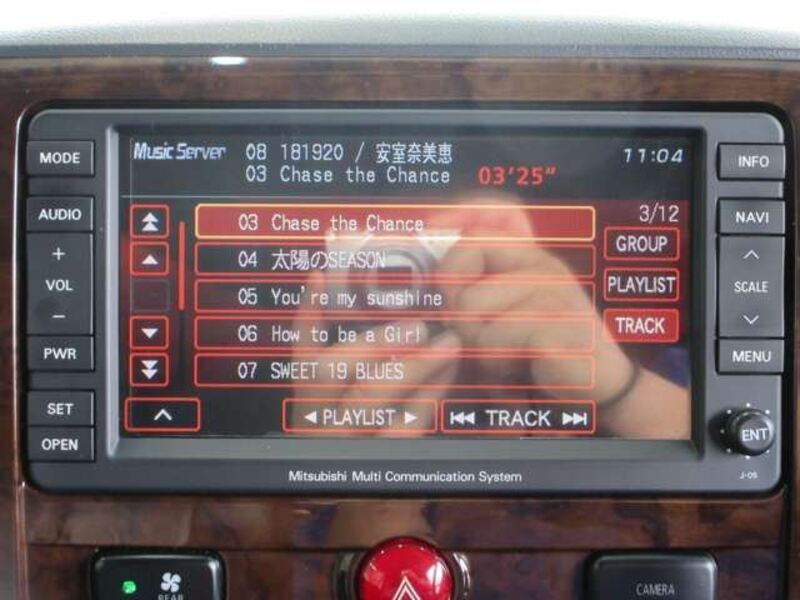 MODE
AUDIO
+
VOL
−
PWR
SET
OPEN
Music Server 08 181920 / 安室奈美恵 11:04
03 Chase the Chance 03'25"
03 Chase the Chance 3/12
04 太陽のSEASON GROUP
05 You're my sunshine PLAYLIST
06 How to be a Girl TRACK
07 SWEET 19 BLUES
◀ PLAYLIST ▶ TRACK
INFO
NAVI
SCALE
MENU
ENT
J-05
Mitsubishi Multi Communication System
REAR
CAMERA